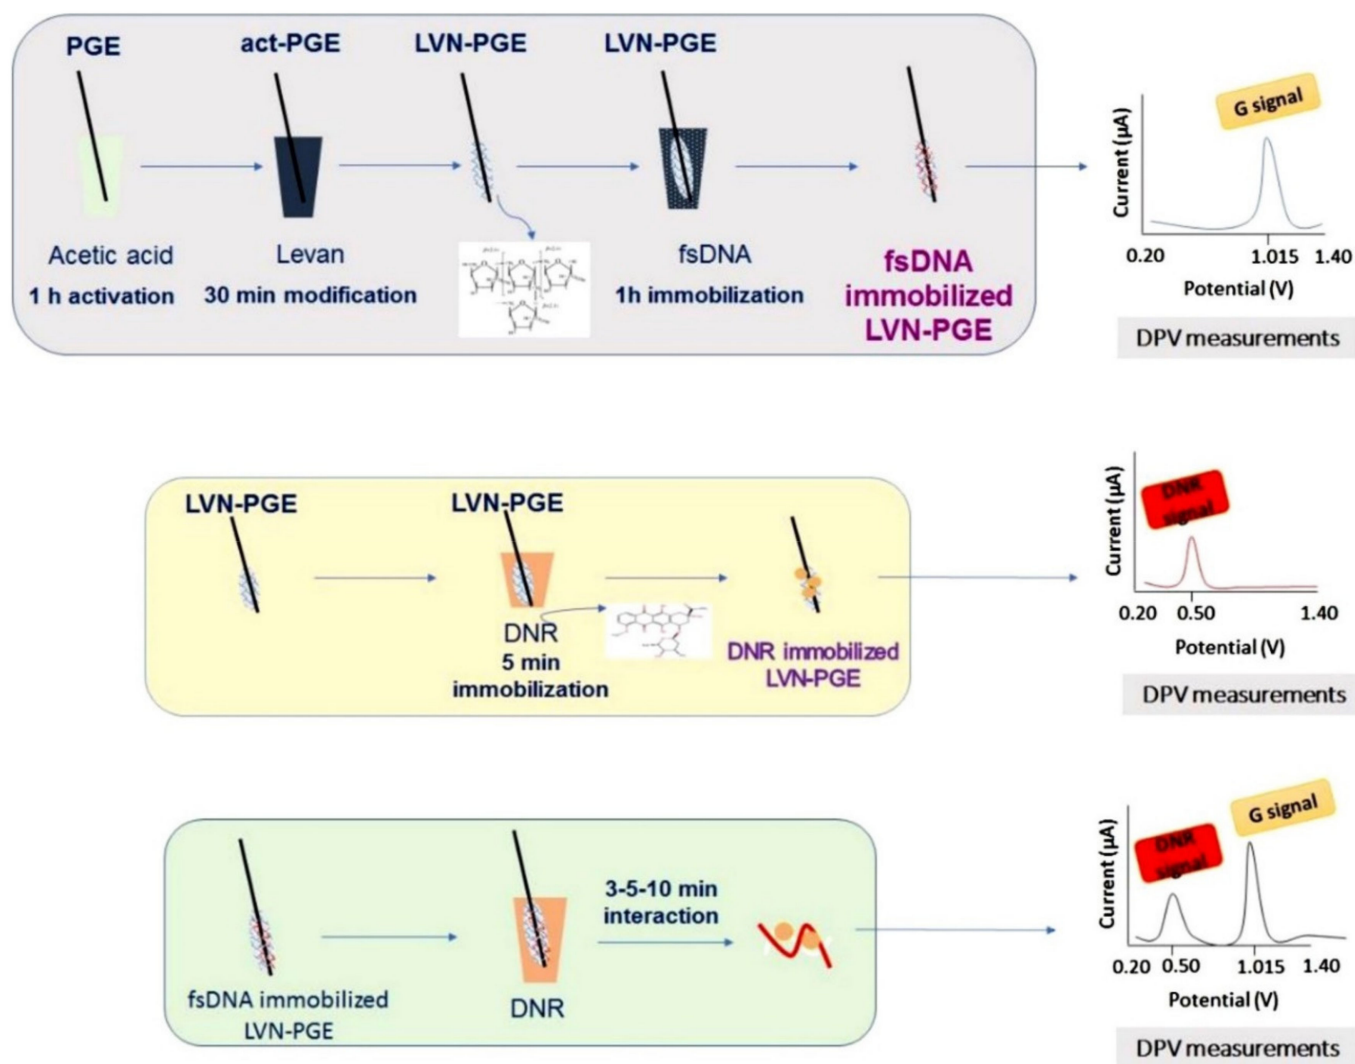 PGE
act-PGE
LVN-PGE
LVN-PGE
Acetic acid
1 h activation
Levan
30 min modification
fsDNA
1h immobilization
fsDNA
immobilized
LVN-PGE
G signal
Current (µA)
0.20
1.015
1.40
Potential (V)
DPV measurements
LVN-PGE
LVN-PGE
DNR
5 min
immobilization
DNR immobilized
LVN-PGE
DNR
signal
Current (µA)
0.20
0.50
1.40
Potential (V)
DPV measurements
fsDNA immobilized
LVN-PGE
DNR
3-5-10 min
interaction
DNR
signal
G signal
Current (µA)
0.20
0.50
1.015
1.40
Potential (V)
DPV measurements